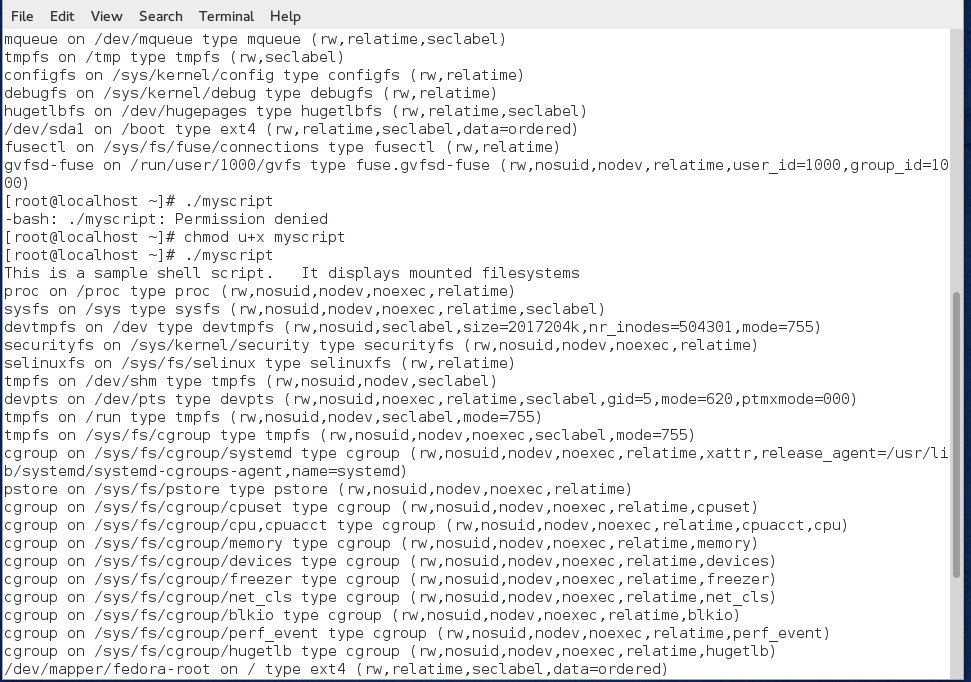 File Edit View Search Terminal Help
mqueue on /dev/mqueue type mqueue (rw,relatime,seclabel)
tmpfs on /tmp type tmpfs (rw,seclabel)
configfs on /sys/kernel/config type configfs (rw,relatime)
debugfs on /sys/kernel/debug type debugfs (rw,relatime)
hugetlbfs on /dev/hugepages type hugetlbfs (rw,relatime,seclabel)
/dev/sda1 on /boot type ext4 (rw,relatime,seclabel,data=ordered)
fusectl on /sys/fs/fuse/connections type fusectl (rw,relatime)
gvfsd-fuse on /run/user/1000/gvfs type fuse.gvfsd-fuse (rw,nosuid,nodev,relatime,user_id=1000,group_id=10
00)
[root@localhost ~]# ./myscript
-bash: ./myscript: Permission denied
[root@localhost ~]# chmod u+x myscript
[root@localhost ~]# ./myscript
This is a sample shell script.   It displays mounted filesystems
proc on /proc type proc (rw,nosuid,nodev,noexec,relatime)
sysfs on /sys type sysfs (rw,nosuid,nodev,noexec,relatime,seclabel)
devtmpfs on /dev type devtmpfs (rw,nosuid,seclabel,size=2017204k,nr_inodes=504301,mode=755)
securityfs on /sys/kernel/security type securityfs (rw,nosuid,nodev,noexec,relatime)
selinuxfs on /sys/fs/selinux type selinuxfs (rw,relatime)
tmpfs on /dev/shm type tmpfs (rw,nosuid,nodev,seclabel)
devpts on /dev/pts type devpts (rw,nosuid,noexec,relatime,seclabel,gid=5,mode=620,ptmxmode=000)
tmpfs on /run type tmpfs (rw,nosuid,nodev,seclabel,mode=755)
tmpfs on /sys/fs/cgroup type tmpfs (rw,nosuid,nodev,noexec,seclabel,mode=755)
cgroup on /sys/fs/cgroup/systemd type cgroup (rw,nosuid,nodev,noexec,relatime,xattr,release_agent=/usr/li
b/systemd/systemd-cgroups-agent,name=systemd)
pstore on /sys/fs/pstore type pstore (rw,nosuid,nodev,noexec,relatime)
cgroup on /sys/fs/cgroup/cpuset type cgroup (rw,nosuid,nodev,noexec,relatime,cpuset)
cgroup on /sys/fs/cgroup/cpu,cpuacct type cgroup (rw,nosuid,nodev,noexec,relatime,cpuacct,cpu)
cgroup on /sys/fs/cgroup/memory type cgroup (rw,nosuid,nodev,noexec,relatime,memory)
cgroup on /sys/fs/cgroup/devices type cgroup (rw,nosuid,nodev,noexec,relatime,devices)
cgroup on /sys/fs/cgroup/freezer type cgroup (rw,nosuid,nodev,noexec,relatime,freezer)
cgroup on /sys/fs/cgroup/net_cls type cgroup (rw,nosuid,nodev,noexec,relatime,net_cls)
cgroup on /sys/fs/cgroup/blkio type cgroup (rw,nosuid,nodev,noexec,relatime,blkio)
cgroup on /sys/fs/cgroup/perf_event type cgroup (rw,nosuid,nodev,noexec,relatime,perf_event)
cgroup on /sys/fs/cgroup/hugetlb type cgroup (rw,nosuid,nodev,noexec,relatime,hugetlb)
/dev/mapper/fedora-root on / type ext4 (rw,relatime,seclabel,data=ordered)